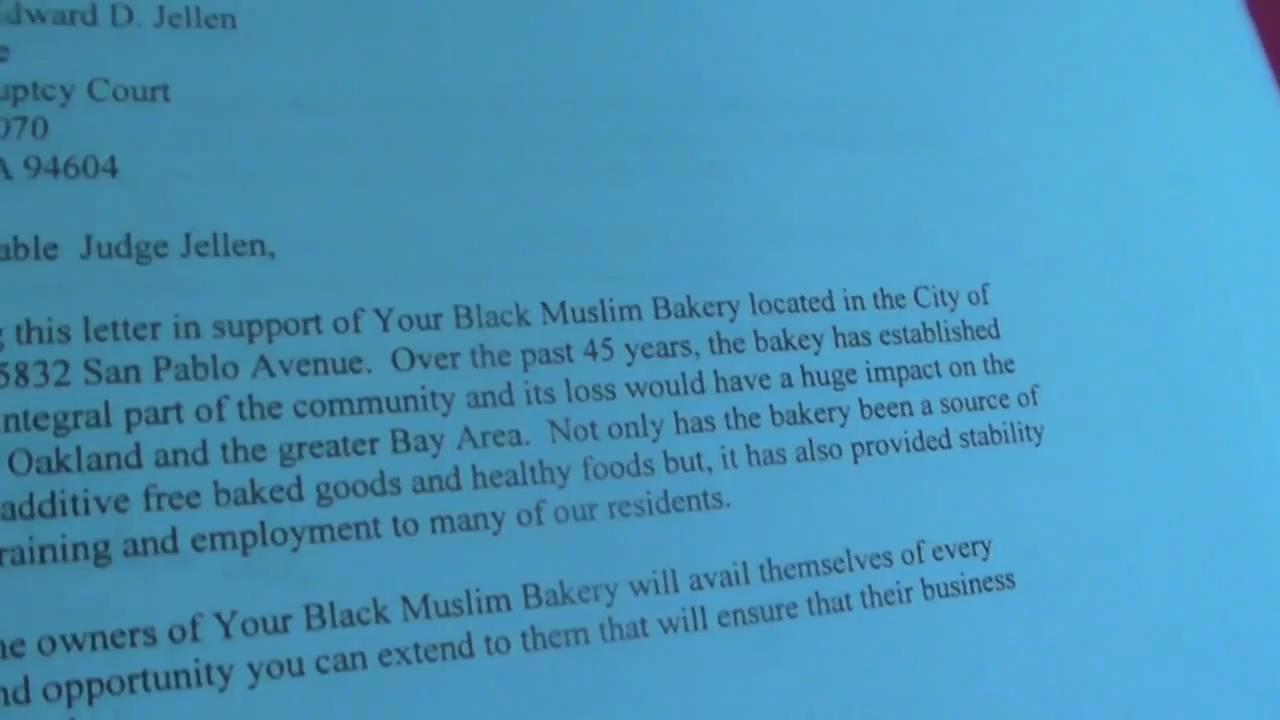 dward D. Jellen
e
uptcy Court
070
A 94604
able Judge Jellen,
g this letter in support of Your Black Muslim Bakery located in the City of
5832 San Pablo Avenue. Over the past 45 years, the bakey has established
ntegral part of the community and its loss would have a huge impact on the
Oakland and the greater Bay Area. Not only has the bakery been a source of
additive free baked goods and healthy foods but, it has also provided stability
raining and employment to many of our residents.
he owners of Your Black Muslim Bakery will avail themselves of every
nd opportunity you can extend to them that will ensure that their business